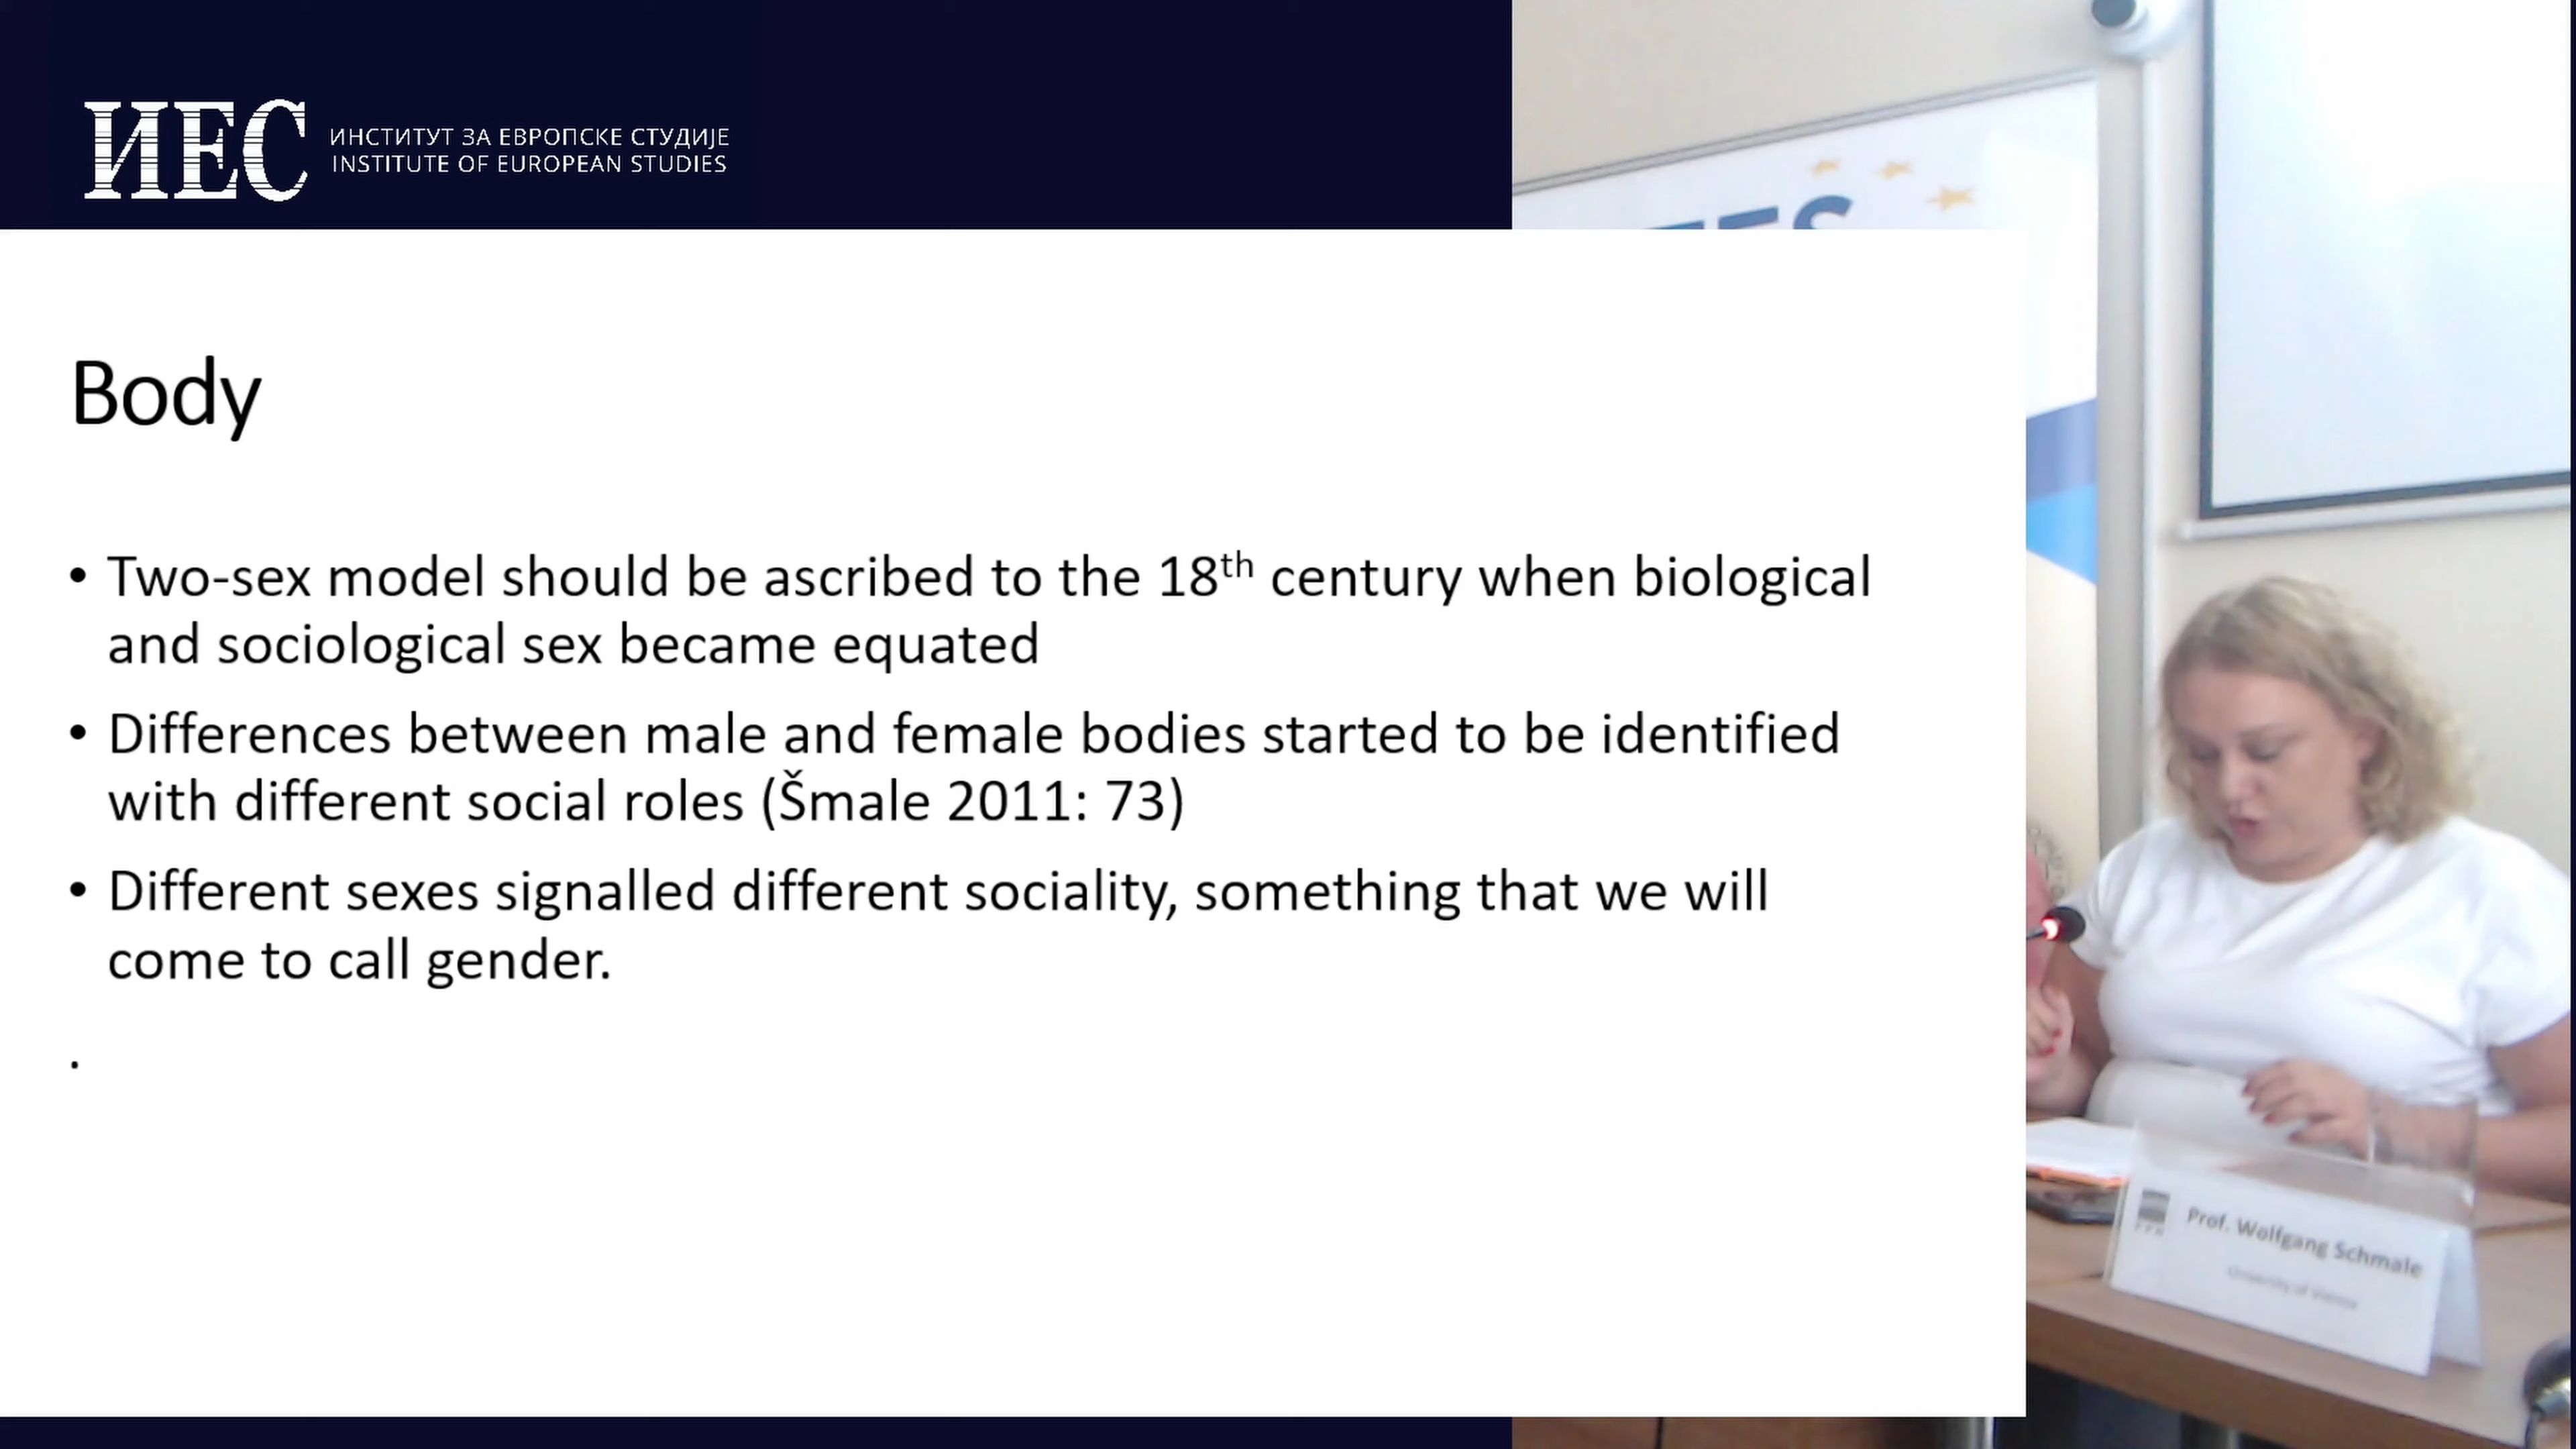 ИЕС
ИНСТИТУТ ЗА ЕВРОПСКЕ СТУДИЈЕ
INSTITUTE OF EUROPEAN STUDIES
Body
• Two-sex model should be ascribed to the 18th century when biological
and sociological sex became equated
• Differences between male and female bodies started to be identified
with different social roles (Šmale 2011: 73)
• Different sexes signalled different sociality, something that we will
come to call gender.
.
Prof. Wolfgang Schmale
University of Vienna